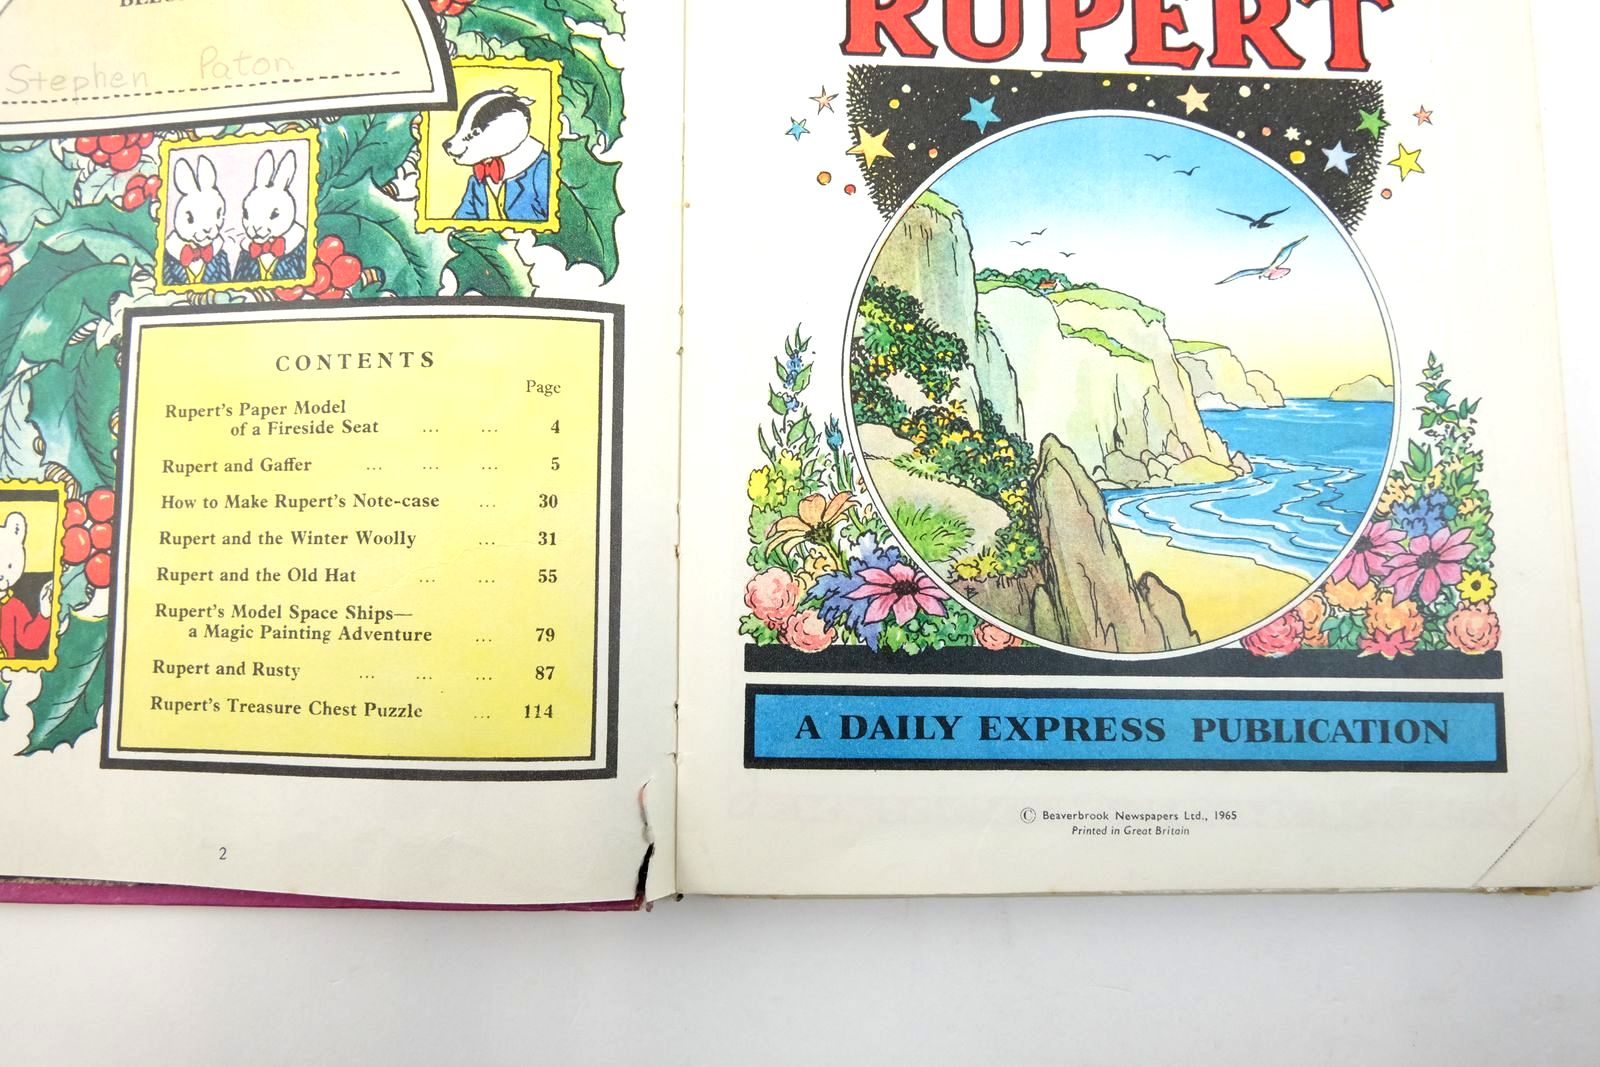 Stephen Paton
CONTENTS
Page
Rupert's Paper Model
of a Fireside Seat ... ... 4
Rupert and Gaffer ... ... ... 5
How to Make Rupert's Note-case ... 30
Rupert and the Winter Woolly ... 31
Rupert and the Old Hat ... ... 55
Rupert's Model Space Ships—
a Magic Painting Adventure ... 79
Rupert and Rusty ... ... ... 87
Rupert's Treasure Chest Puzzle ... 114
2
RUPERT
A DAILY EXPRESS PUBLICATION
© Beaverbrook Newspapers Ltd., 1965
Printed in Great Britain